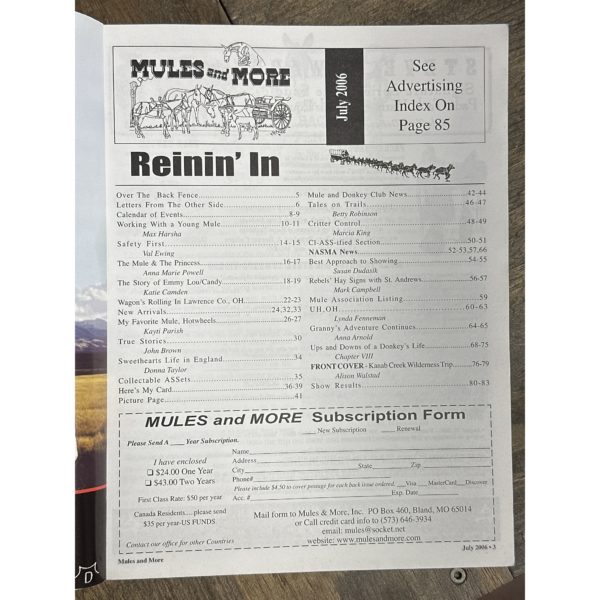 MULES and MORE
July 2006
See
Advertising
Index On
Page 85
Reinin' In
Over The Back Fence 5
Letters From The Other Side 6
Calendar of Events 8-9
Working With a Young Mule 10-11
Max Harsha
Safety First 14-15
Val Ewing
The Mule & The Princess 16-17
Anna Marie Powell
The Story of Emmy Lou/Candy 18-19
Katie Camden
Wagon's Rolling In Lawrence Co., OH 22-23
New Arrivals 24,32,33
My Favorite Mule, Hotwheels 26-27
Kayti Parish
True Stories 30
John Brown
Sweethearts Life in England 34
Donna Taylor
Collectable ASSets 35
Here's My Card 36-39
Picture Page 41
Mule and Donkey Club News 42-44
Tales on Trails 46-47
Betty Robinson
Critter Control 48-49
Marcia King
Cl-ASS-ified Section 50-51
NASMA News 52-53,57,66
Best Approach to Showing 54-55
Susan Dudasik
Rebels' Hay Signs with St. Andrews 56-57
Mark Campbell
Mule Association Listing 59
UH,OH 60-63
Lynda Fenneman
Granny's Adventure Continues 64-65
Anna Arnold
Ups and Downs of a Donkey's Life 68-75
Chapter VIII
FRONT COVER - Kanab Creek Wilderness Trip 76-79
Alison Walstad
Show Results 80-83
MULES and MORE Subscription Form
___ New Subscription ___ Renewal
Please Send A ___ Year Subscription.
I have enclosed
❑ $24.00 One Year
❑ $43.00 Two Years
First Class Rate: $50 per year
Canada Residents.....please send
$35 per year-US FUNDS
Contact our office for other Countries
Name
Address
City State Zip
Phone#
Please include $4.50 to cover postage for each back issue ordered. ___Visa ___MasterCard ___Discover
Acc. # Exp. Date
Mail form to Mules & More, Inc. PO Box 460, Bland, MO 65014
or Call credit card info to (573) 646-3934
email: mules@socket.net
website: www.mulesandmore.com
Mules and More
July 2006 • 3
D